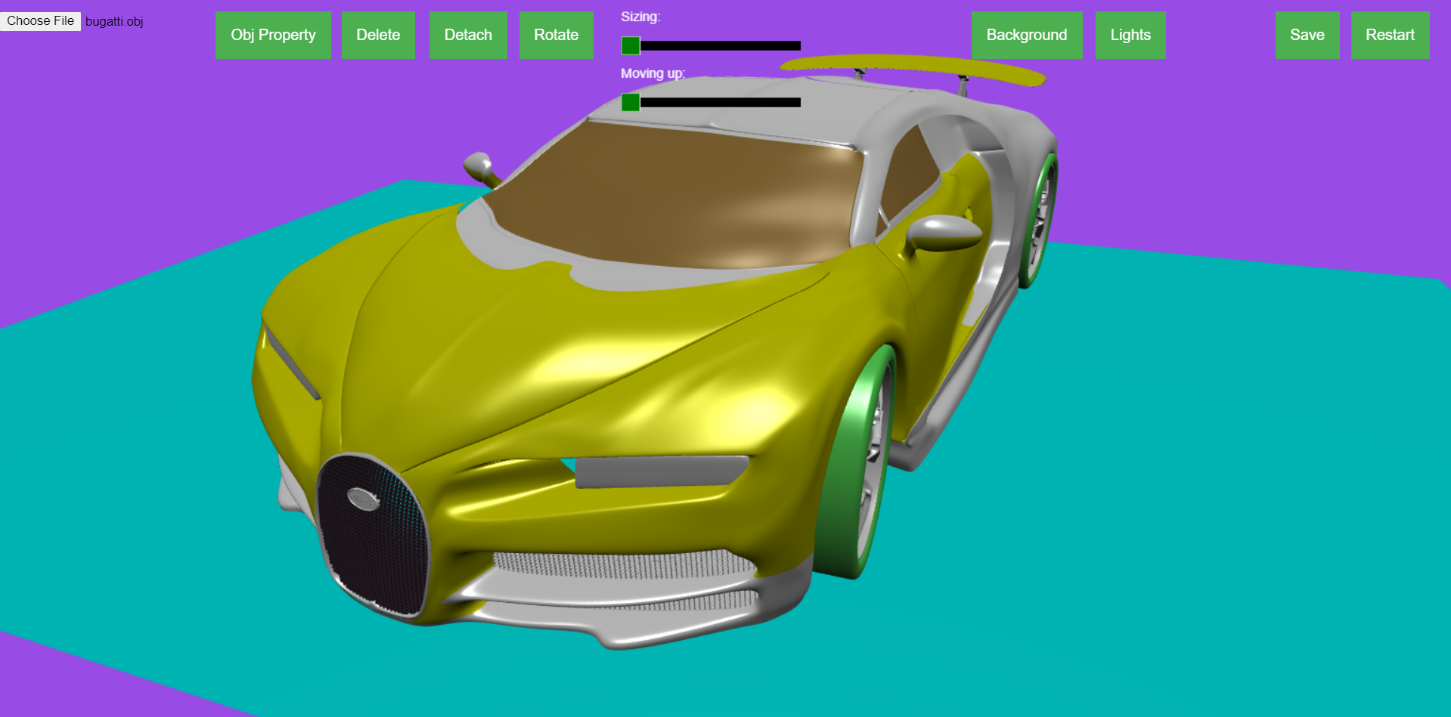 Choose File bugatti.obj
Obj Property
Delete
Detach
Rotate
Sizing:
Moving up:
Background
Lights
Save
Restart